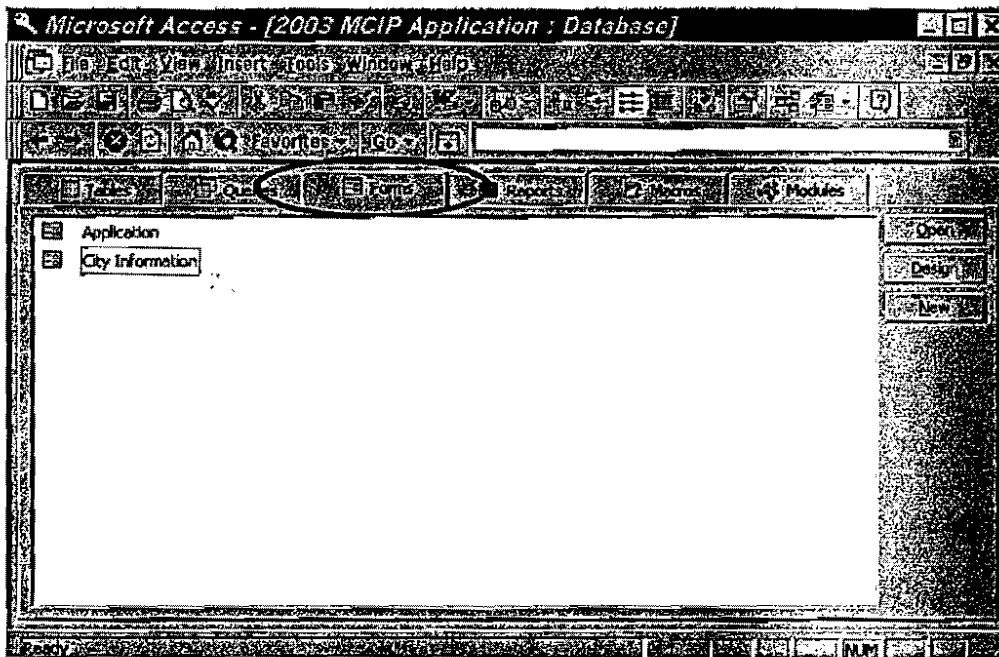 Microsoft Access - [2003 MCIP Application : Database]
File Edit View Insert Tools Window Help
Favorites Go
Tables Queries Forms Reports Macros Modules
Application
City Information
Open
Design
New
Ready
NUM